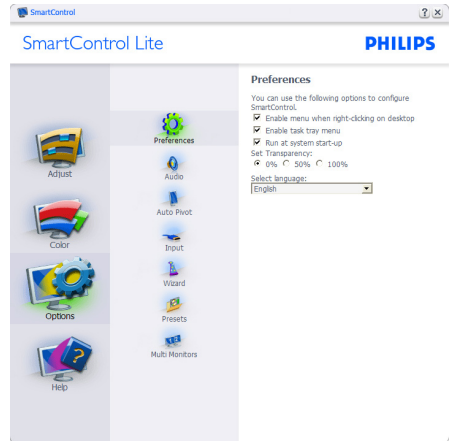 SmartControl
SmartControl Lite
PHILIPS
Adjust
Color
Options
Help
Preferences
Audio
Auto Pivot
Input
Wizard
Presets
Multi Monitors
Preferences
You can use the following options to configure
SmartControl.
Enable menu when right-clicking on desktop
Enable task tray menu
Run at system start-up
Set Transparency:
0% 50% 100%
Select language:
English